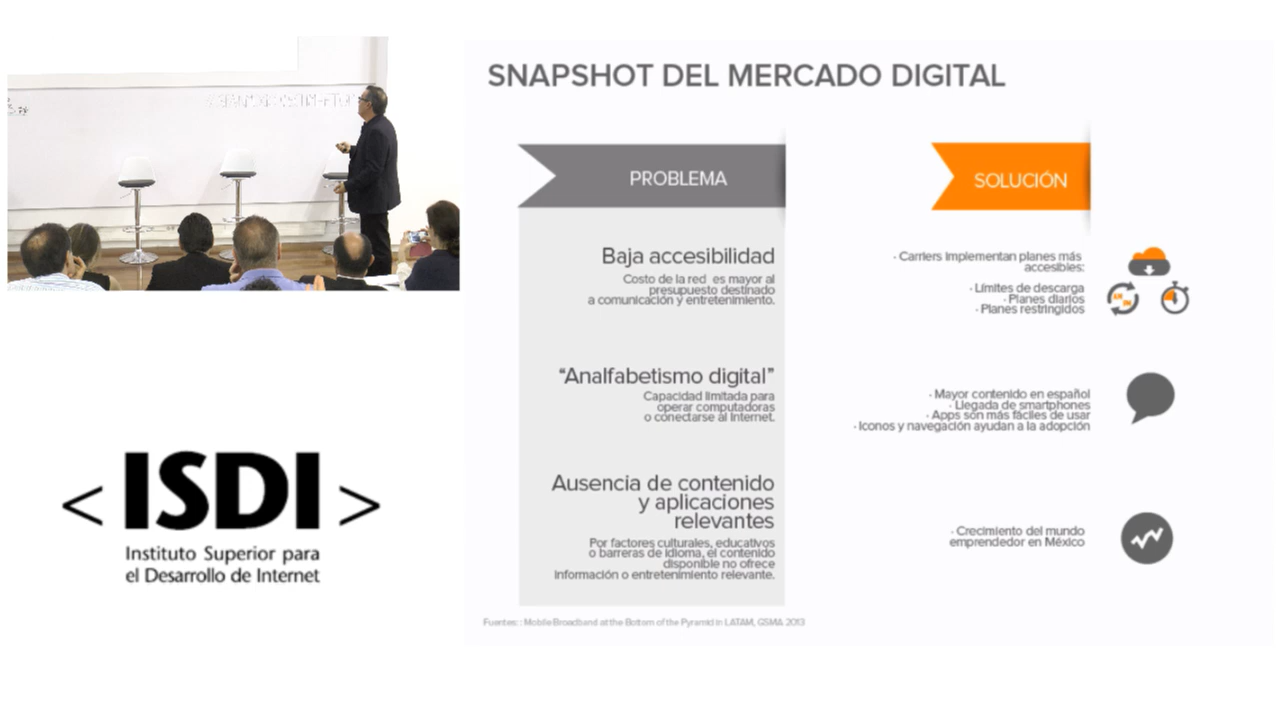 SNAPSHOT DEL MERCADO DIGITAL
PROBLEMA
SOLUCIÓN
Baja accesibilidad
Costo de la red es mayor al
presupuesto destinado
a comunicación y entretenimiento.
· Carriers implementan planes más
accesibles:
· Límites de descarga
· Planes diarios
· Planes restringidos
“Analfabetismo digital”
Capacidad limitada para
operar computadoras
o conectarse al Internet.
· Mayor contenido en español
· Llegada de smartphones
· Apps son más fáciles de usar
· Iconos y navegación ayudan a la adopción
Ausencia de contenido
y aplicaciones
relevantes
Por factores culturales, educativos
o barreras de idioma, el contenido
disponible no ofrece
información o entretenimiento relevante.
· Crecimiento del mundo
emprendedor en México
Fuentes: : Mobile Broadband at the Bottom of the Pyramid in LATAM, GSMA 2013
< ISDI >
Instituto Superior para
el Desarrollo de Internet